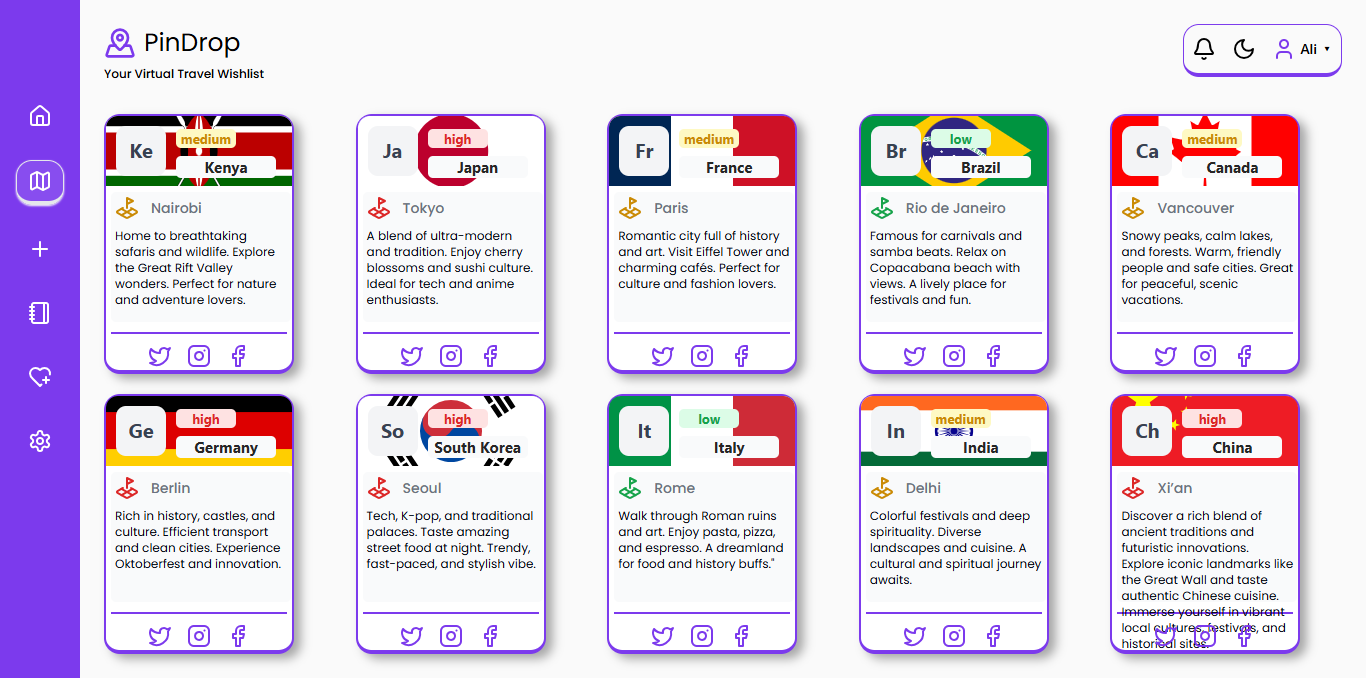 PinDrop
Your Virtual Travel Wishlist
Ali
Ke
medium
Kenya
Nairobi
Home to breathtaking
safaris and wildlife. Explore
the Great Rift Valley
wonders. Perfect for nature
and adventure lovers.
Ja
high
Japan
Tokyo
A blend of ultra-modern
and tradition. Enjoy cherry
blossoms and sushi culture.
Ideal for tech and anime
enthusiasts.
Fr
medium
France
Paris
Romantic city full of history
and art. Visit Eiffel Tower and
charming cafés. Perfect for
culture and fashion lovers.
Br
low
Brazil
Rio de Janeiro
Famous for carnivals and
samba beats. Relax on
Copacabana beach with
views. A lively place for
festivals and fun.
Ca
medium
Canada
Vancouver
Snowy peaks, calm lakes,
and forests. Warm, friendly
people and safe cities. Great
for peaceful, scenic
vacations.
Ge
high
Germany
Berlin
Rich in history, castles, and
culture. Efficient transport
and clean cities. Experience
Oktoberfest and innovation.
So
high
South Korea
Seoul
Tech, K-pop, and traditional
palaces. Taste amazing
street food at night. Trendy,
fast-paced, and stylish vibe.
It
low
Italy
Rome
Walk through Roman ruins
and art. Enjoy pasta, pizza,
and espresso. A dreamland
for food and history buffs."
In
medium
India
Delhi
Colorful festivals and deep
spirituality. Diverse
landscapes and cuisine. A
cultural and spiritual journey
awaits.
Ch
high
China
Xi’an
Discover a rich blend of
ancient traditions and
futuristic innovations.
Explore iconic landmarks like
the Great Wall and taste
authentic Chinese cuisine.
Immerse yourself in vibrant
local cultures, festivals, and
historical sites.